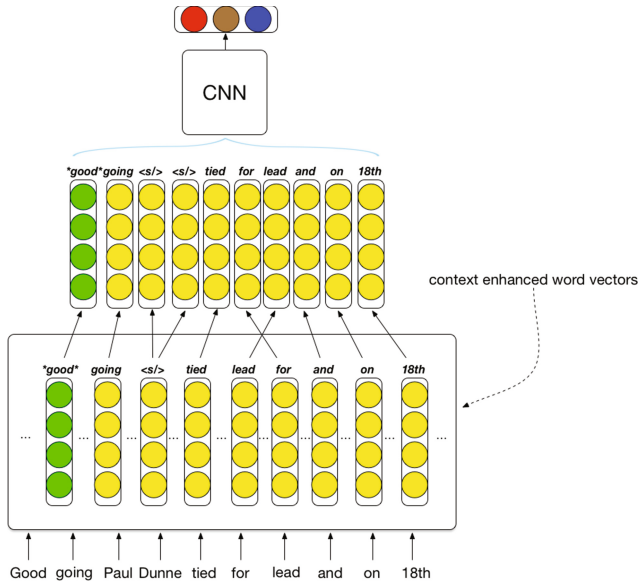 CNN
*good* going <s/> <s/> tied for lead and on 18th
context enhanced word vectors
*good* going <s/> tied lead for and on 18th
... ... ... ... ... ... ... ... ... ...
Good going Paul Dunne tied for lead and on 18th